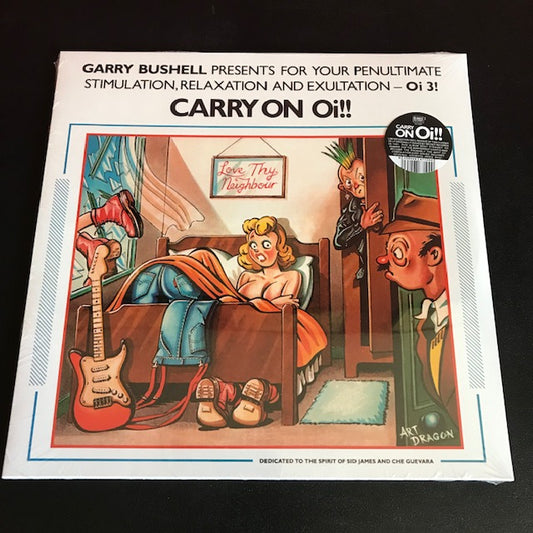 GARRY BUSHELL PRESENTS FOR YOUR PENULTIMATE
STIMULATION, RELAXATION AND EXULTATION – Oi 3!
CARRY ON Oi!!
CARRY
ON Oi!!
Love Thy
Neighbour
ART
DRAGON
DEDICATED TO THE SPIRIT OF SID JAMES AND CHE GUEVARA